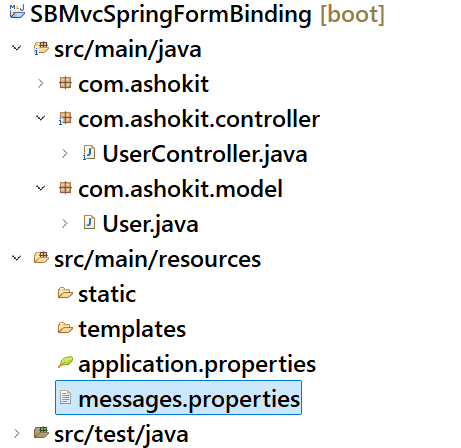 SBMvcSpringFormBinding [boot]
src/main/java
com.ashokit
com.ashokit.controller
UserController.java
com.ashokit.model
User.java
src/main/resources
static
templates
application.properties
messages.properties
src/test/java